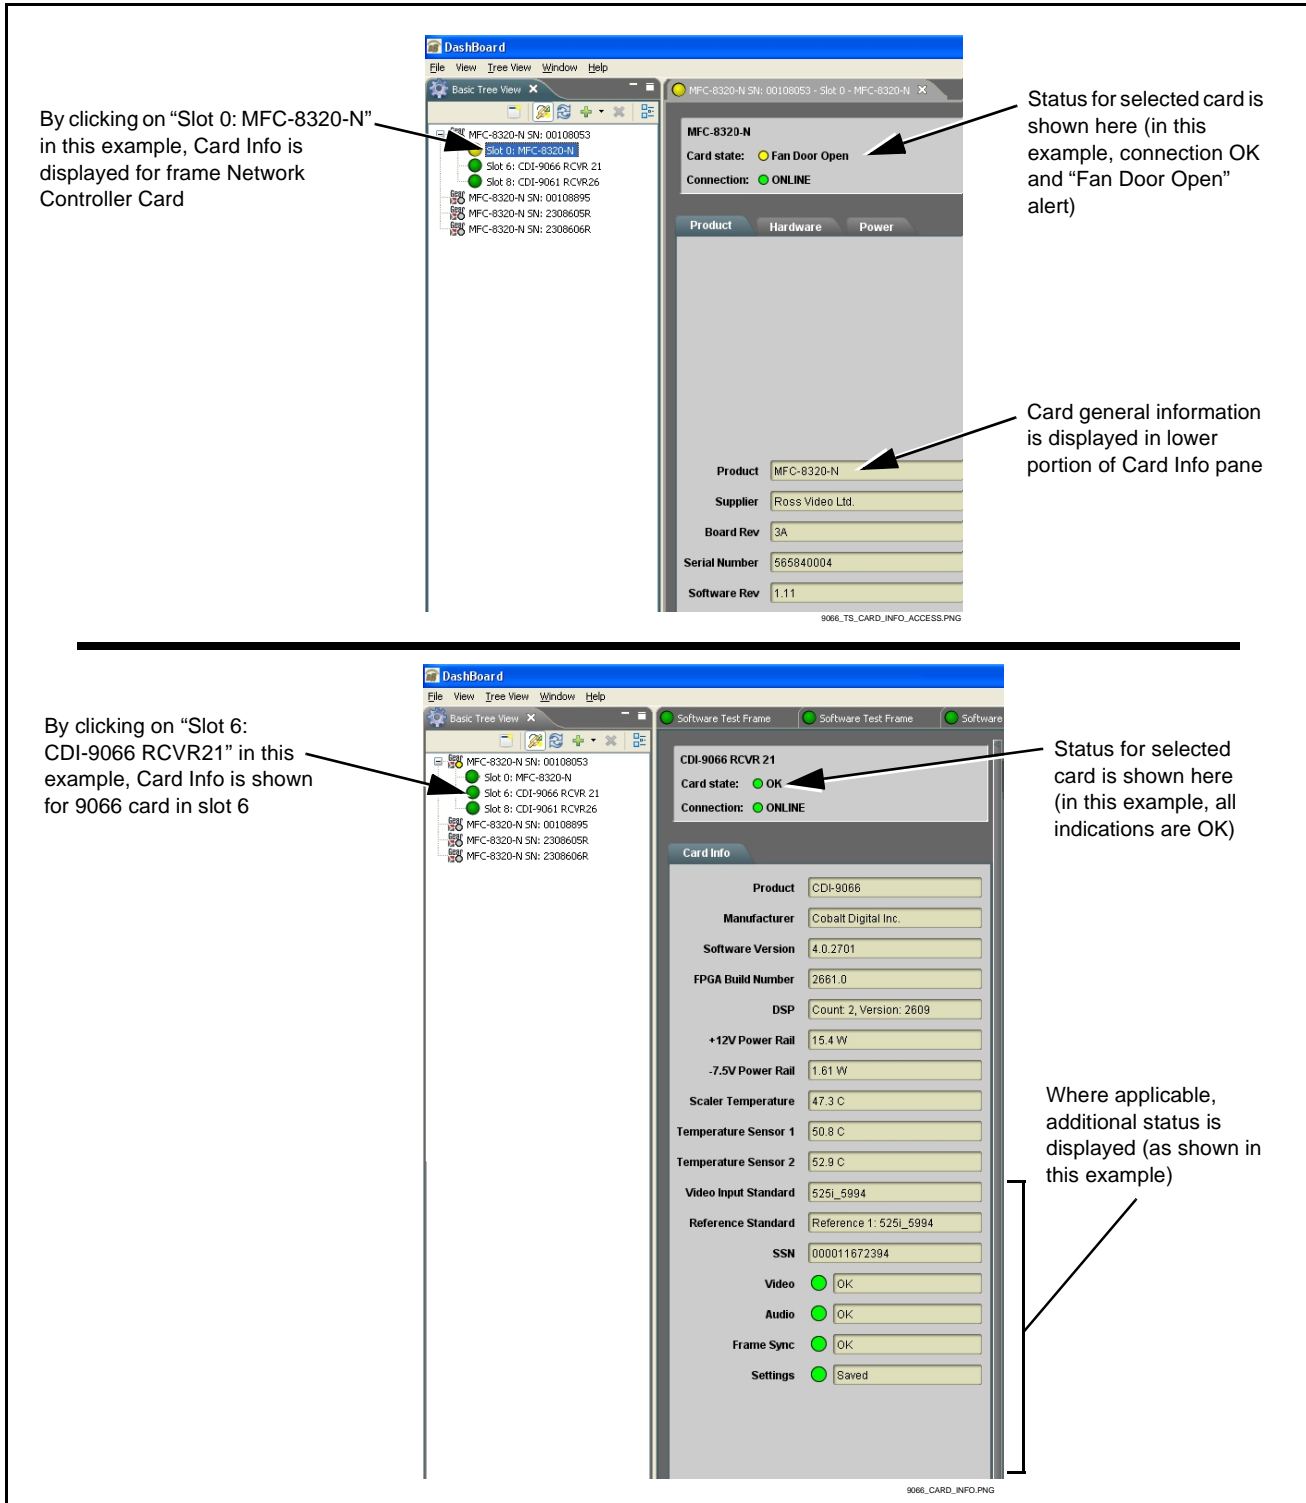 DashBoard
File View Tree View Window Help
Basic Tree View
MFC-8320-N SN: 00108053 - Slot 0 - MFC-8320-N
By clicking on “Slot 0: MFC-8320-N”
in this example, Card Info is
displayed for frame Network
Controller Card
Gear MFC-8320-N SN: 00108053
Slot 0: MFC-8320-N
Slot 6: CDI-9066 RCVR 21
Slot 8: CDI-9061 RCVR26
Gear MFC-8320-N SN: 00108895
Gear MFC-8320-N SN: 2308605R
Gear MFC-8320-N SN: 2308606R
MFC-8320-N
Card state: Fan Door Open
Connection: ONLINE
Status for selected card is
shown here (in this
example, connection OK
and “Fan Door Open”
alert)
Product Hardware Power
Card general information
is displayed in lower
portion of Card Info pane
Product MFC-8320-N
Supplier Ross Video Ltd.
Board Rev 3A
Serial Number 565840004
Software Rev 1.11
9066_TS_CARD_INFO_ACCESS.PNG
DashBoard
File View Tree View Window Help
Basic Tree View
Software Test Frame Software Test Frame Software
By clicking on “Slot 6:
CDI-9066 RCVR21” in this
example, Card Info is shown
for 9066 card in slot 6
Gear MFC-8320-N SN: 00108053
Slot 0: MFC-8320-N
Slot 6: CDI-9066 RCVR 21
Slot 8: CDI-9061 RCVR26
Gear MFC-8320-N SN: 00108895
Gear MFC-8320-N SN: 2308605R
Gear MFC-8320-N SN: 2308606R
CDI-9066 RCVR 21
Card state: OK
Connection: ONLINE
Status for selected
card is shown here
(in this example, all
indications are OK)
Card Info
Product CDI-9066
Manufacturer Cobalt Digital Inc.
Software Version 4.0.2701
FPGA Build Number 2661.0
DSP Count: 2, Version: 2609
+12V Power Rail 15.4 W
-7.5V Power Rail 1.61 W
Scaler Temperature 47.3 C
Temperature Sensor 1 50.8 C
Temperature Sensor 2 52.9 C
Video Input Standard 525i_5994
Reference Standard Reference 1: 525i_5994
SSN 000011672394
Video OK
Audio OK
Frame Sync OK
Settings Saved
Where applicable,
additional status is
displayed (as shown in
this example)
9066_CARD_INFO.PNG